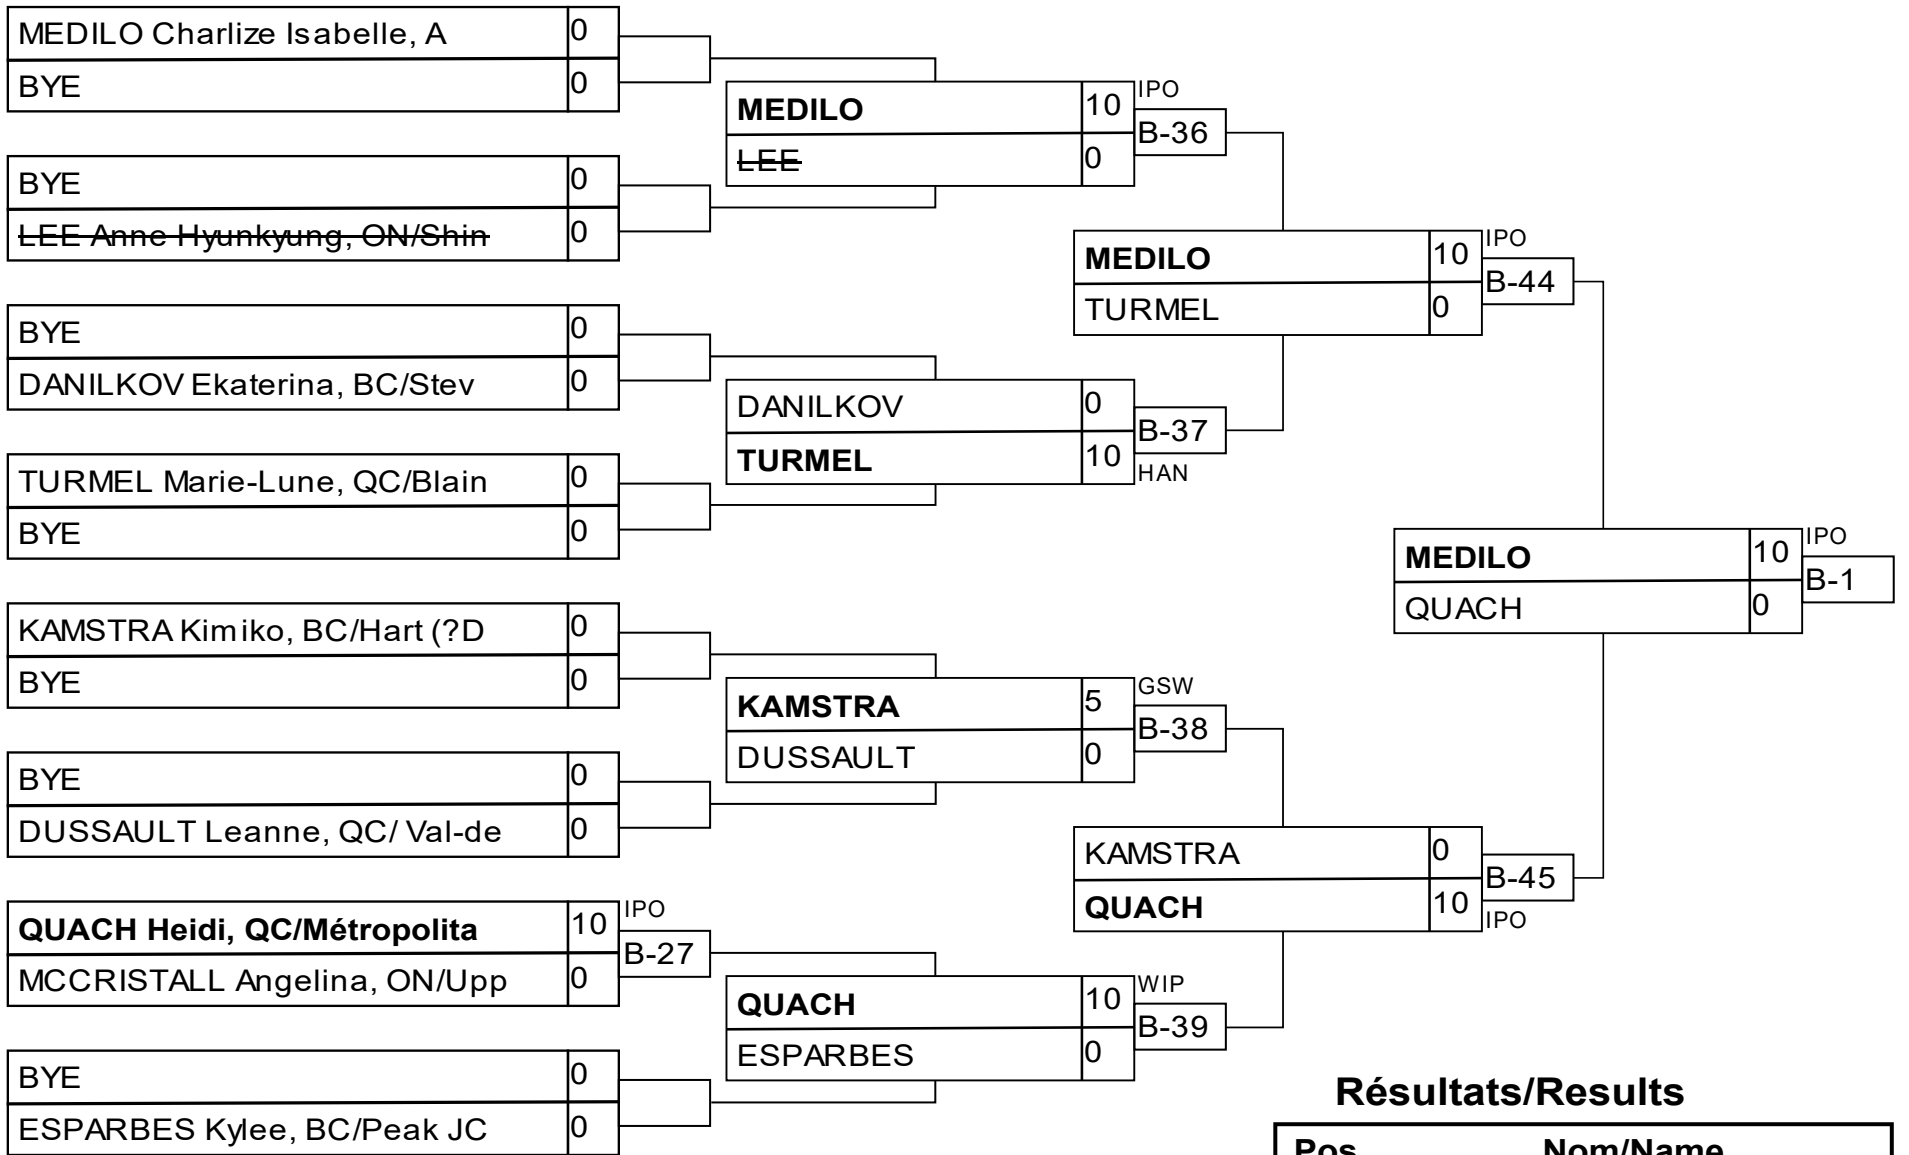 MEDILO Charlize Isabelle, A 0
BYE 0
BYE 0
LEE Anne Hyunkyung, ON/Shin 0
BYE 0
DANILKOV Ekaterina, BC/Stev 0
TURMEL Marie-Lune, QC/Blain 0
BYE 0
KAMSTRA Kimiko, BC/Hart (?D 0
BYE 0
BYE 0
DUSSAULT Leanne, QC/ Val-de 0
QUACH Heidi, QC/Métropolita 10 IPO
B-27
MCCRISTALL Angelina, ON/Upp 0
BYE 0
ESPARBES Kylee, BC/Peak JC 0
MEDILO 10 IPO
B-36
LEE 0
DANILKOV 0
B-37
TURMEL 10 HAN
KAMSTRA 5 GSW
B-38
DUSSAULT 0
QUACH 10 WIP
B-39
ESPARBES 0
MEDILO 10 IPO
B-44
TURMEL 0
KAMSTRA 0
B-45
QUACH 10 IPO
MEDILO 10 IPO
B-1
QUACH 0
Résultats/Results
Pos Nom/Name